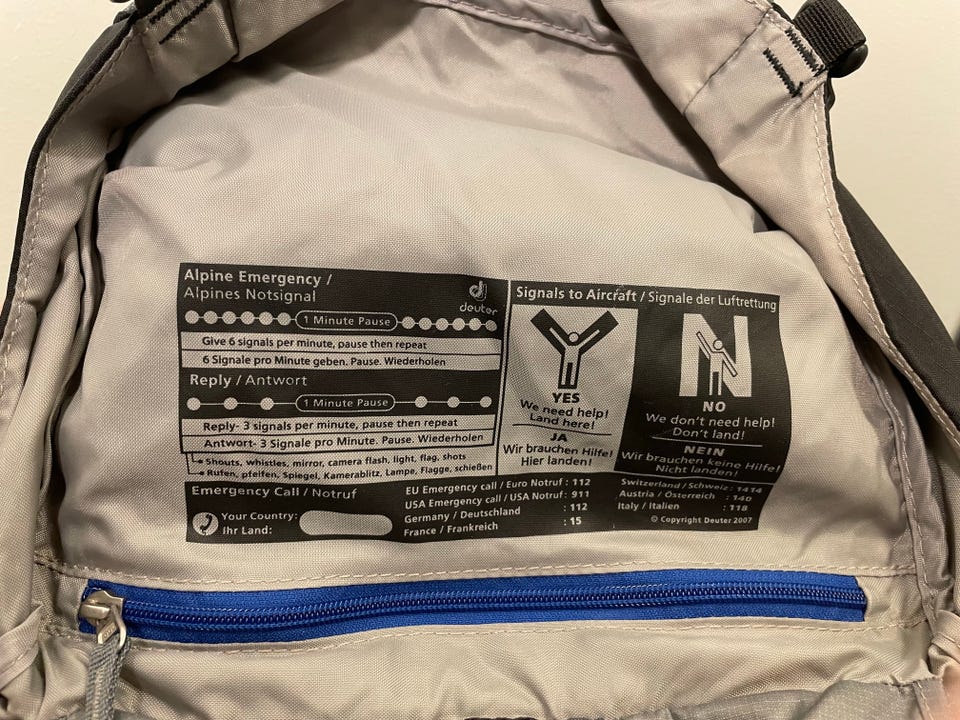 Alpine Emergency /
Alpines Notsignal
deuter
1 Minute Pause
Give 6 signals per minute, pause then repeat
6 Signale pro Minute geben. Pause. Wiederholen
Reply / Antwort
1 Minute Pause
Reply- 3 signals per minute, pause then repeat
Antwort- 3 Signale pro Minute. Pause. Wiederholen
Shouts, whistles, mirror, camera flash, light, flag, shots
Rufen, pfeifen, Spiegel, Kamerablitz, Lampe, Flagge, schießen
Signals to Aircraft / Signale der Luftrettung
YES
We need help!
Land here!
JA
Wir brauchen Hilfe!
Hier landen!
N
NO
We don't need help!
Don't land!
NEIN
Wir brauchen keine Hilfe!
Nicht landen!
Emergency Call / Notruf
Your Country:
Ihr Land:
EU Emergency call / Euro Notruf : 112
USA Emergency call / USA Notruf : 911
Germany / Deutschland : 112
France / Frankreich : 15
Switzerland / Schweiz : 1414
Austria / Österreich : 140
Italy / Italien : 118
© Copyright Deuter 2007